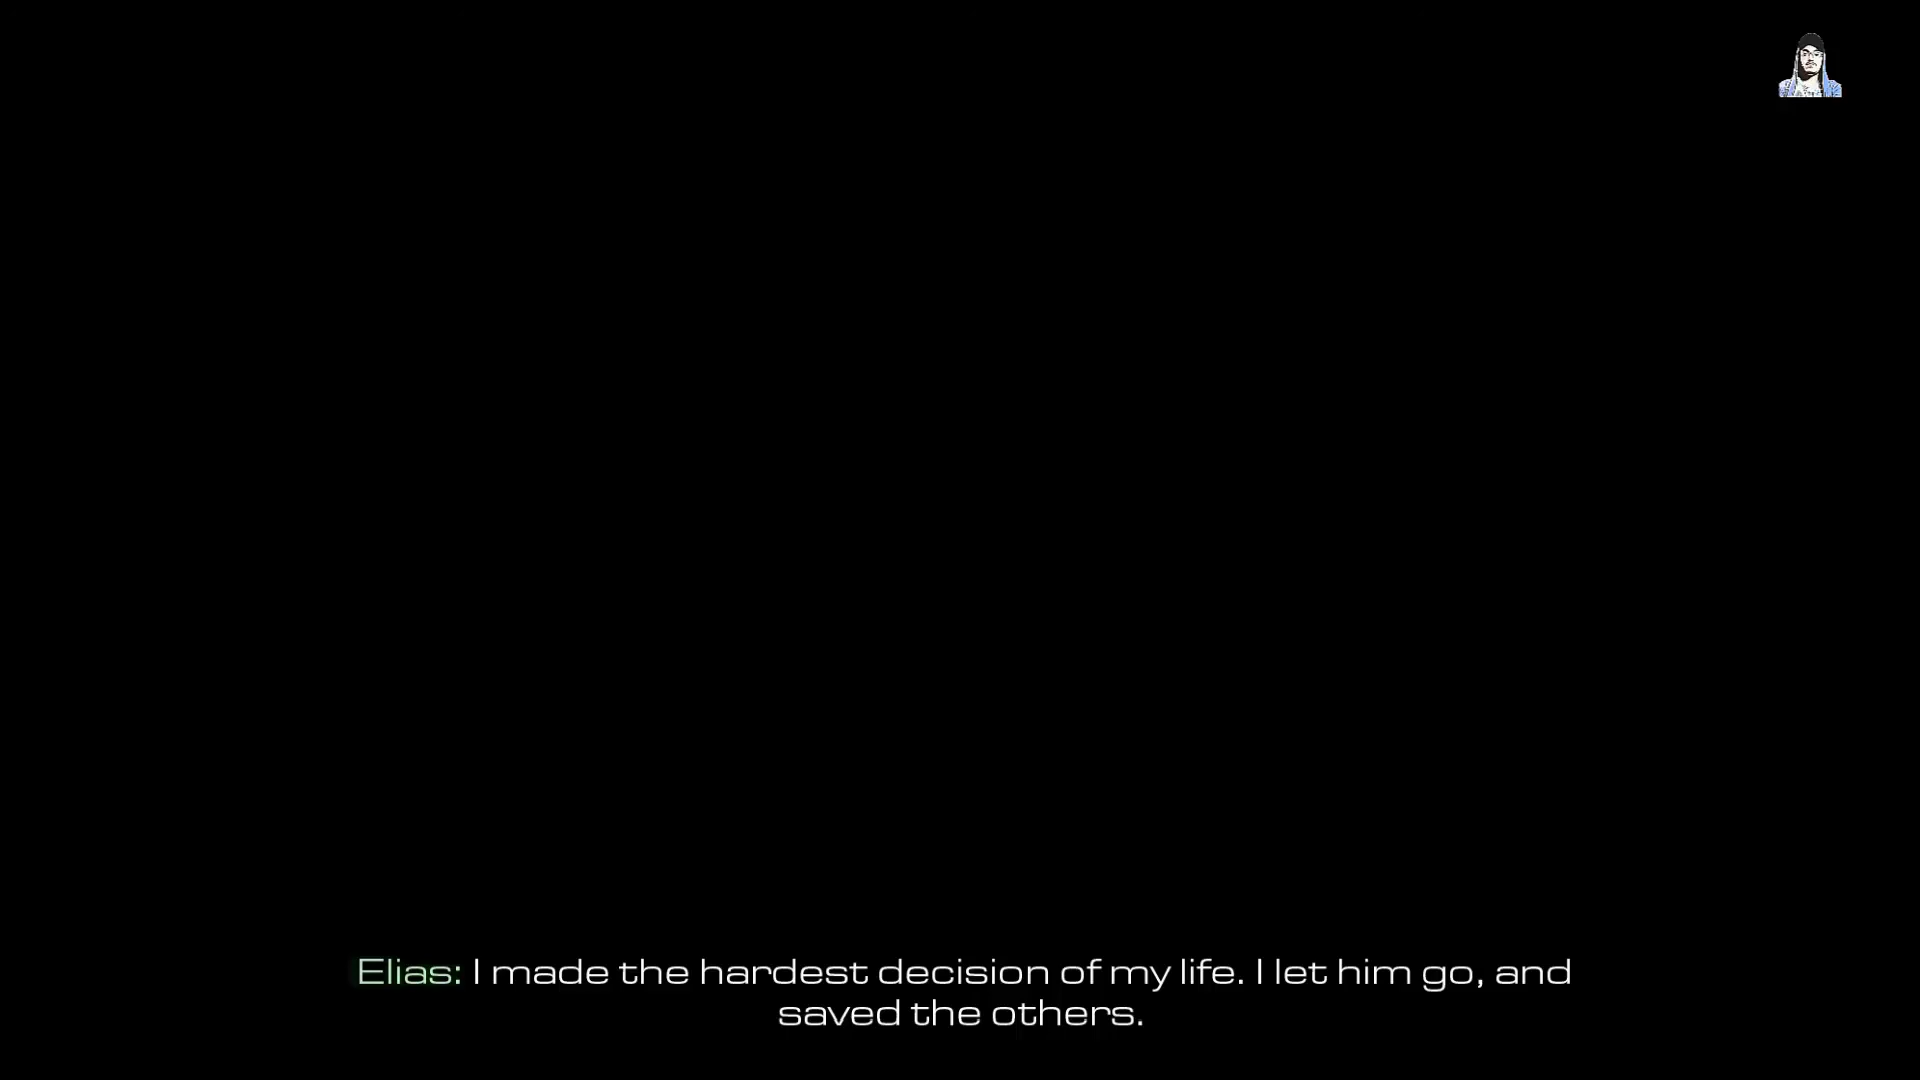 Elias: I made the hardest decision of my life. I let him go, and
saved the others.